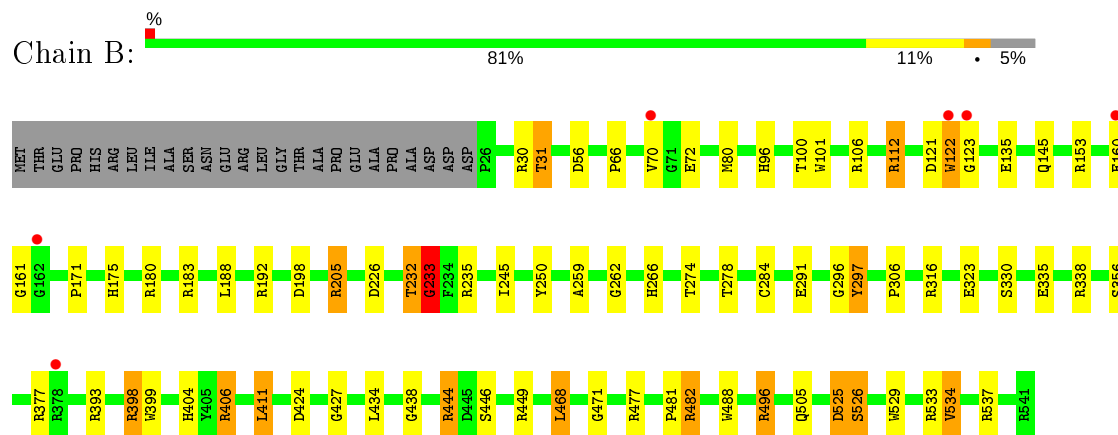 %
Chain B:
81% 11% • 5%
MET THR GLU PRO HIS ARG LEU ILE ALA SER ASN GLU ARG LEU GLY THR ALA PRO GLU ALA PRO ALA ASP ASP ASP P26 R30 T31 D56 P66 V70 G71 E72 M80 H96 T100 W101 R106 R112 D121 W122 G123 E135 Q145 R153 E160
G161 G162 P171 H175 R180 R183 L188 R192 D198 R205 D226 T232 G233 F234 R235 I245 Y250 A259 G262 H266 T274 T278 C284 E291 G296 Y297 P306 R316 E323 S330 E335 R338 S356
R377 R378 R393 R398 W399 H404 Y405 R406 L411 D424 G427 L434 G438 R444 D445 S446 R449 L468 G471 R477 P481 R482 W488 R496 Q505 D525 S526 W529 R533 V534 R537 R541